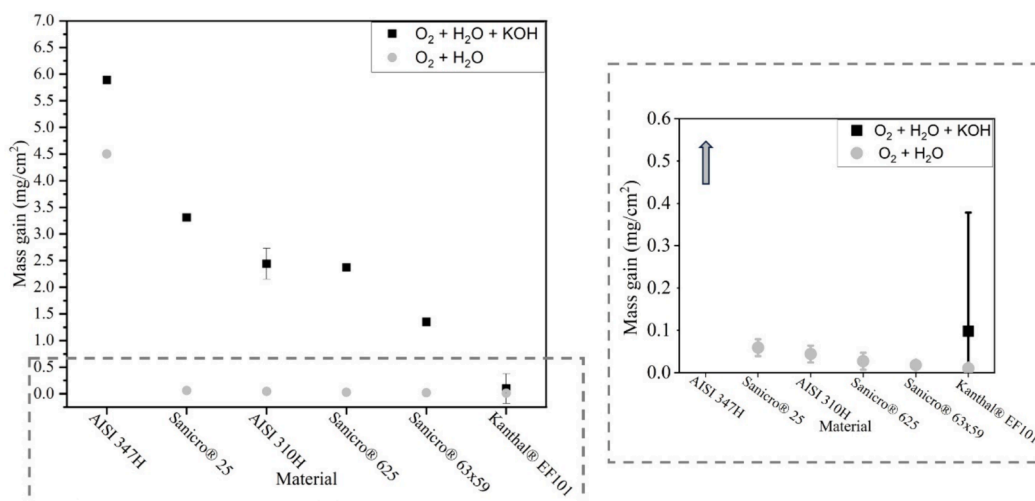 7.0
6.5
6.0
5.5
5.0
4.5
4.0
3.5
3.0
2.5
2.0
1.5
1.0
0.5
0.0
Mass gain (mg/cm²)
O₂ + H₂O + KOH
O₂ + H₂O
AISI 347H
Sanicro® 25
AISI 310H
Sanicro® 625
Sanicro® 63x59
Kanthal® EF101
Material
0.6
0.5
0.4
0.3
0.2
0.1
0.0
Mass gain (mg/cm²)
O₂ + H₂O + KOH
O₂ + H₂O
AISI 347H
Sanicro® 25
AISI 310H
Sanicro® 625
Sanicro® 63x59
Kanthal® EF101
Material